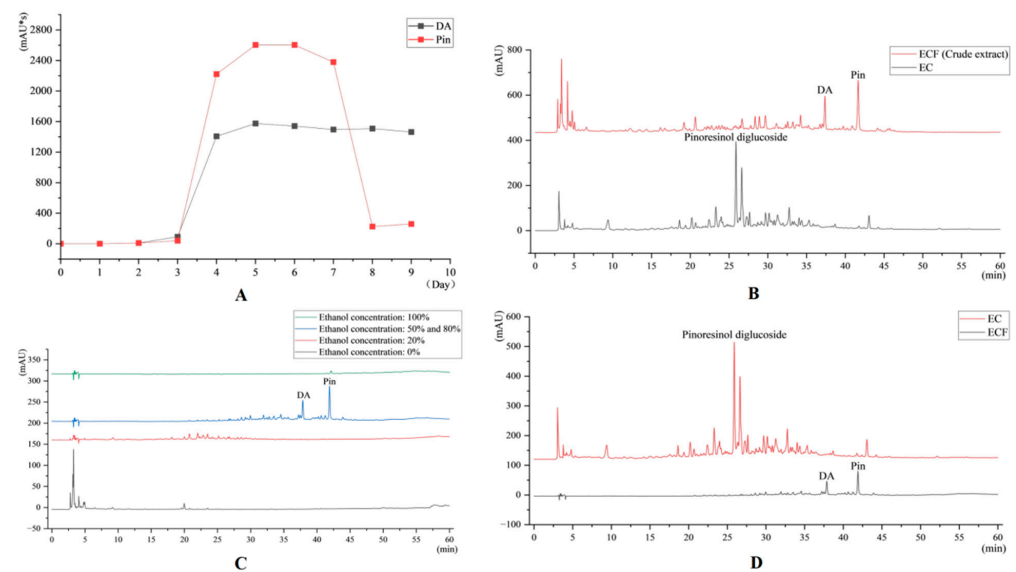 (mAU*s)
2800
2400
2000
1600
1200
800
400
0
0 1 2 3 4 5 6 7 8 9 10
(Day)
DA
Pin
A
(mAU)
800
600
400
200
0
0 5 10 15 20 25 30 35 40 45 50 55 60
(min)
ECF (Crude extract)
EC
DA
Pin
Pinoresinol diglucoside
B
Ethanol concentration: 100%
Ethanol concentration: 50% and 80%
Ethanol concentration: 20%
Ethanol concentration: 0%
(mAU)
350
300
250
200
150
100
50
0
−50
0 5 10 15 20 25 30 35 40 45 50 55 60
(min)
DA
Pin
C
(mAU)
600
500
400
300
200
100
0
−100
0 5 10 15 20 25 30 35 40 45 50 55 60
(min)
EC
ECF
Pinoresinol diglucoside
DA
Pin
D